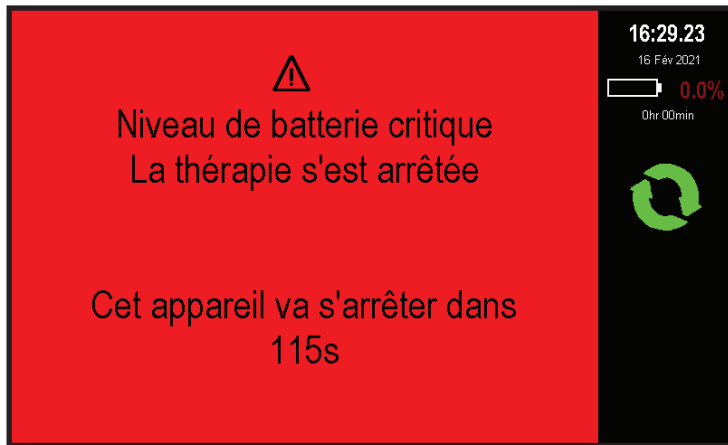 Niveau de batterie critique
La thérapie s'est arrêtée
Cet appareil va s'arrêter dans
115s
16:29.23
16 Fév 2021
0.0%
0hr 00min